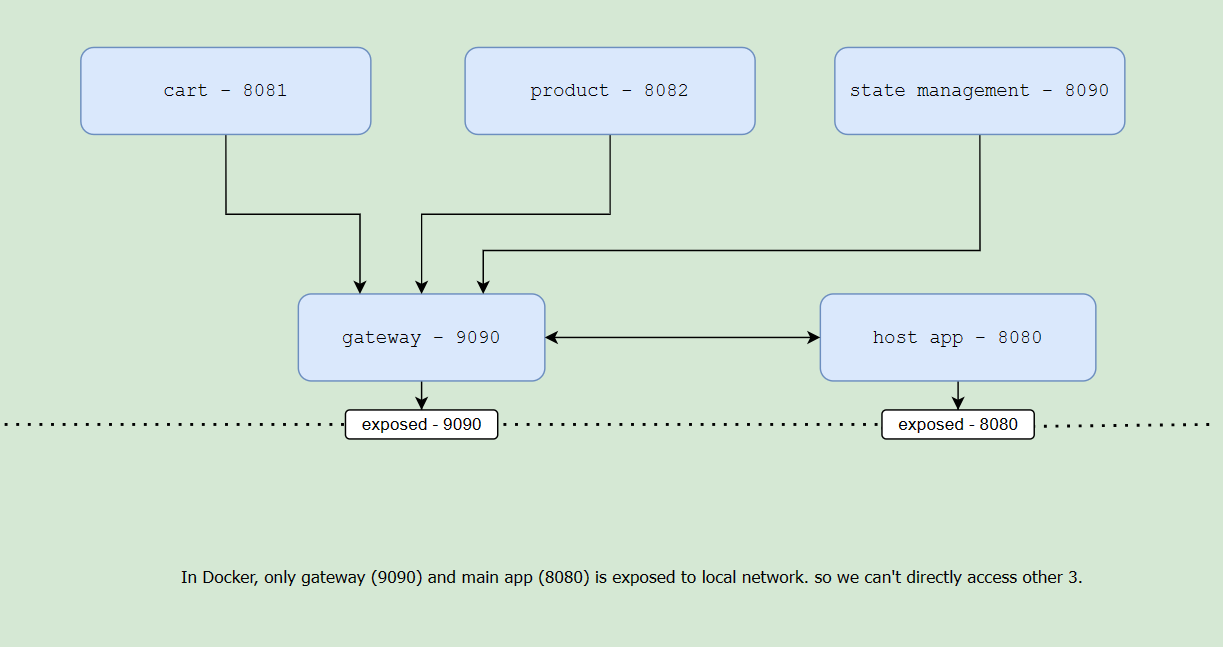 cart - 8081
product - 8082
state management - 8090
gateway - 9090
host app - 8080
exposed - 9090
exposed - 8080
In Docker, only gateway (9090) and main app (8080) is exposed to local network. so we can't directly access other 3.